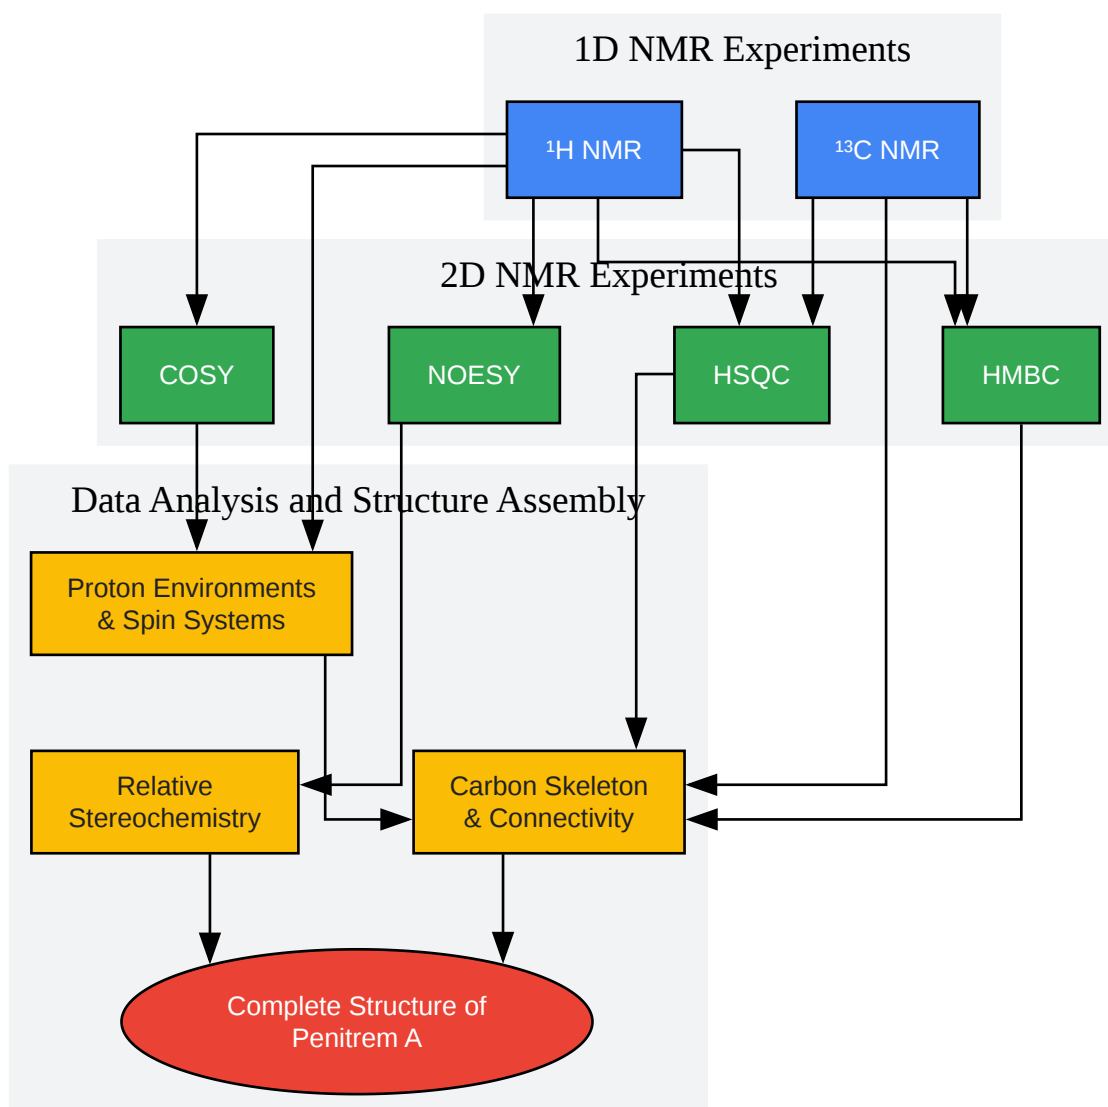 1D NMR Experiments
¹H NMR
¹³C NMR
2D NMR Experiments
COSY
NOESY
HSQC
HMBC
Data Analysis and Structure Assembly
Proton Environments
& Spin Systems
Relative
Stereochemistry
Carbon Skeleton
& Connectivity
Complete Structure of
Penitrem A